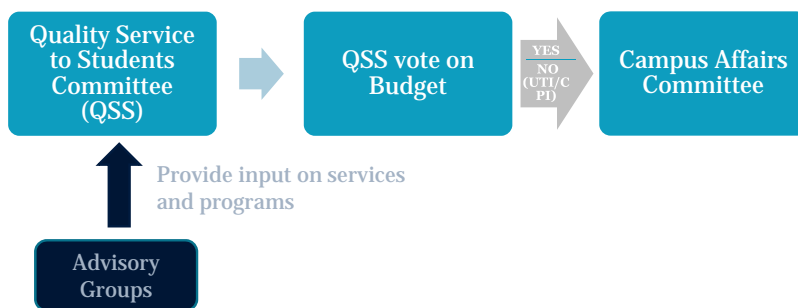 Quality Service
to Students
Committee
(QSS)
QSS vote on
Budget
YES
NO
(UTI/C
PI)
Campus Affairs
Committee
Provide input on services
and programs
Advisory
Groups